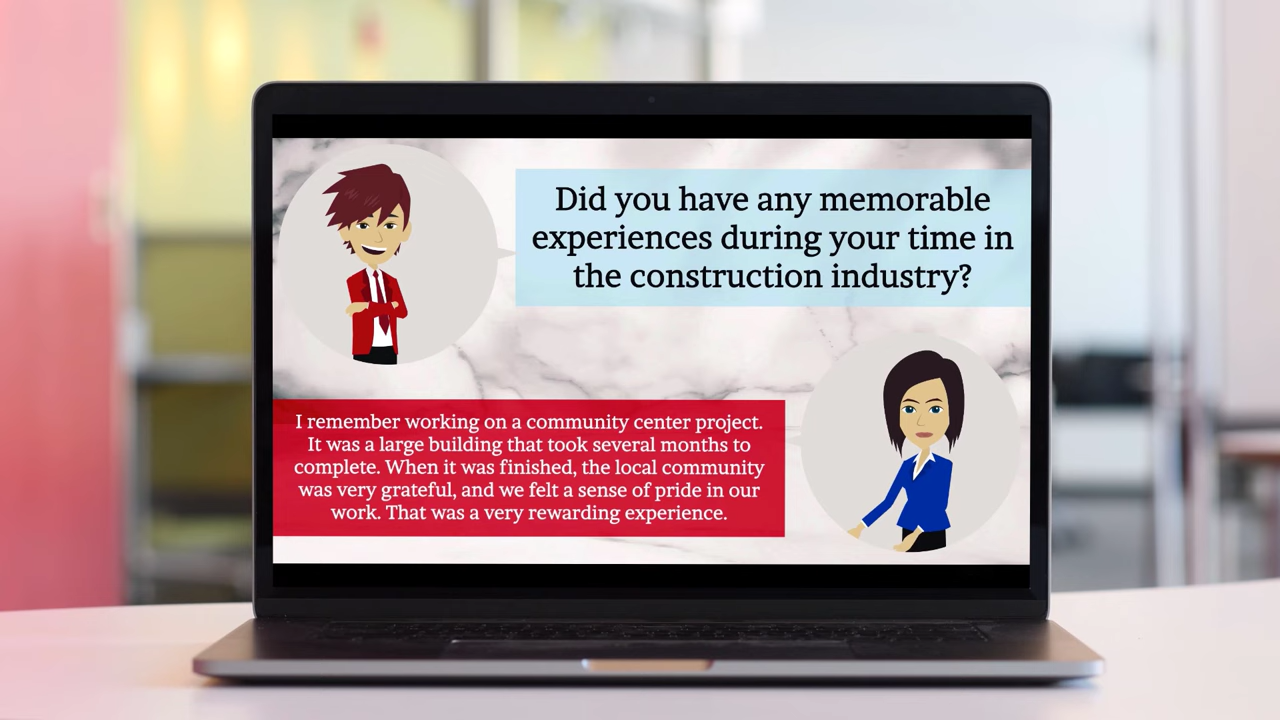 Did you have any memorable
experiences during your time in
the construction industry?
I remember working on a community center project.
It was a large building that took several months to
complete. When it was finished, the local community
was very grateful, and we felt a sense of pride in our
work. That was a very rewarding experience.